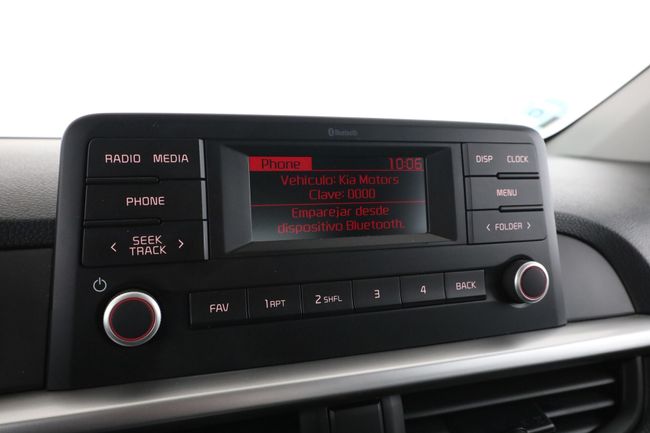 Bluetooth
RADIO MEDIA
PHONE
< SEEK TRACK >
Phone 10:06
Vehículo: Kia Motors
Clave: 0000
Emparejar desde
dispositivo Bluetooth.
DISP CLOCK
MENU
< FOLDER >
FAV
1 RPT
2 SHFL
3
4
BACK